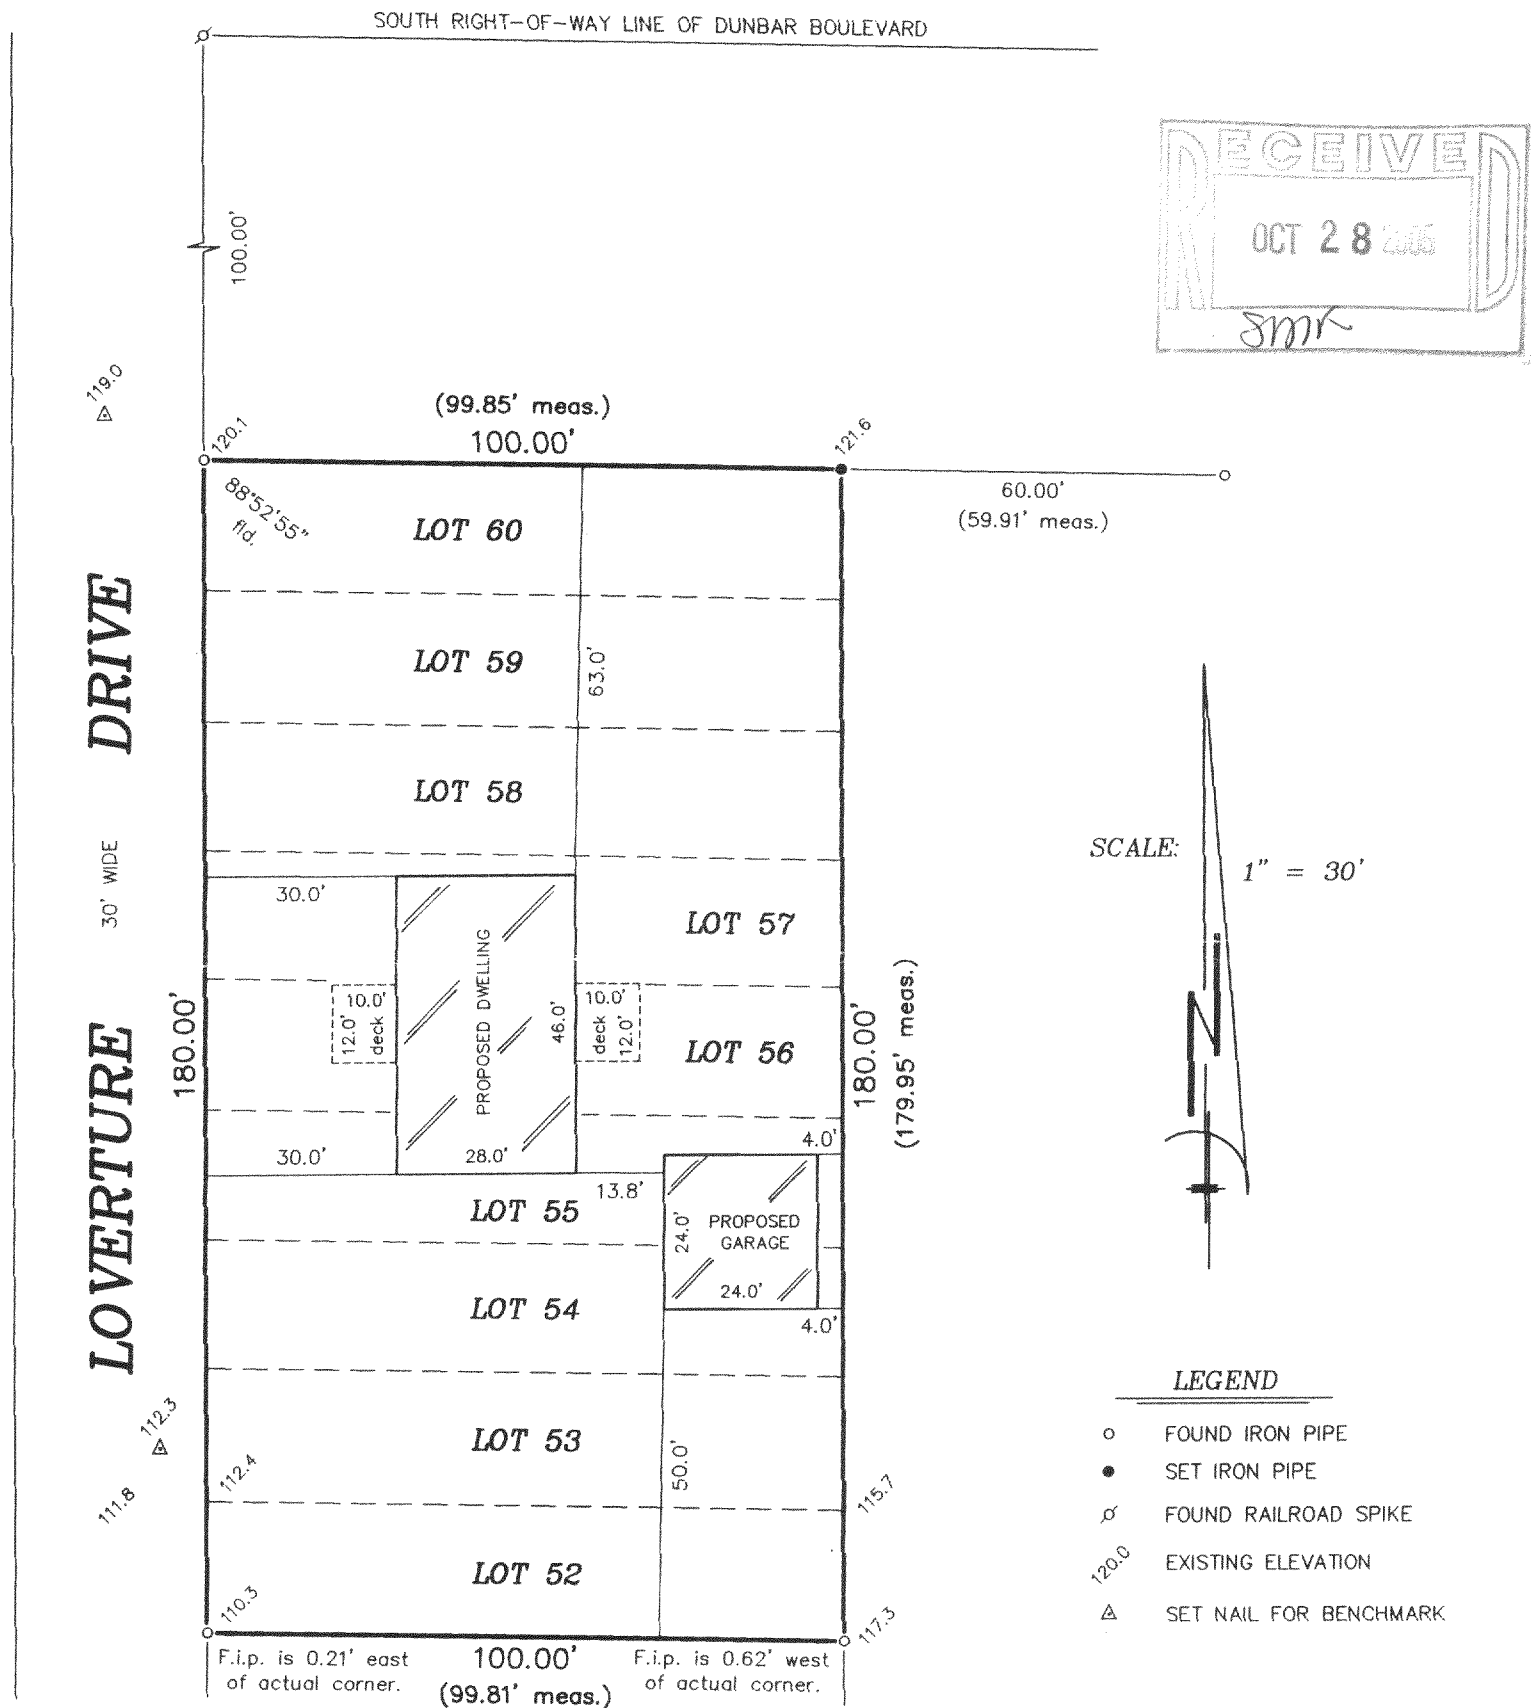 SOUTH RIGHT-OF-WAY LINE OF DUNBAR BOULEVARD
RECEIVED
OCT 28 2005
100.00'
119.0
(99.85' meas.)
100.00'
120.1
121.6
60.00'
(59.91' meas.)
88°52'55"
fld.
LOT 60
LOT 59
63.0'
LOT 58
LOVERTURE DRIVE
30' WIDE
SCALE:
1" = 30'
N
30.0'
LOT 57
PROPOSED DWELLING
46.0'
10.0'
12.0'
deck
10.0'
deck
12.0'
LOT 56
180.00'
180.00'
(179.95' meas.)
30.0'
28.0'
4.0'
13.8'
LOT 55
24.0'
PROPOSED
GARAGE
24.0'
LOT 54
4.0'
LOT 53
50.0'
112.3
111.8
112.4
115.7
LOT 52
110.3
117.3
F.i.p. is 0.21' east
of actual corner.
100.00'
(99.81' meas.)
F.i.p. is 0.62' west
of actual corner.
LEGEND
FOUND IRON PIPE
SET IRON PIPE
FOUND RAILROAD SPIKE
120.0 EXISTING ELEVATION
SET NAIL FOR BENCHMARK